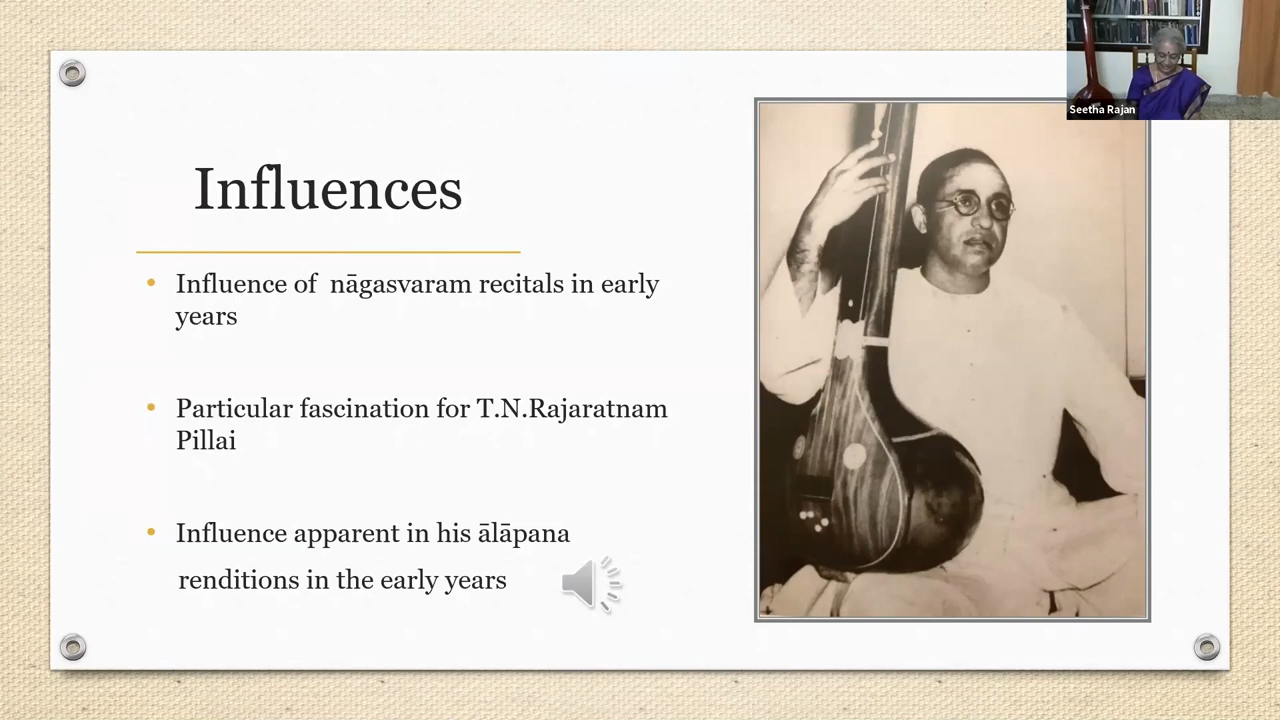 Seetha Rajan
Influences
Influence of nāgasvaram recitals in early
years
Particular fascination for T.N.Rajaratnam
Pillai
Influence apparent in his ālāpana
renditions in the early years